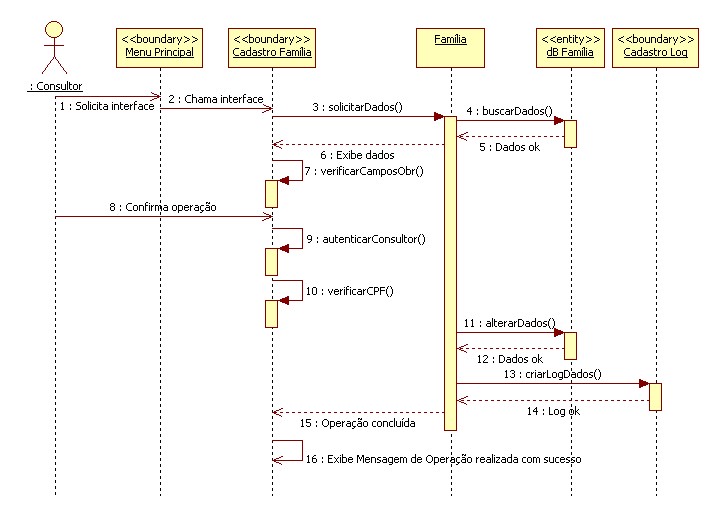 <<boundary>>
Menu Principal
<<boundary>>
Cadastro Família
Família
<<entity>>
dB Família
<<boundary>>
Cadastro Log
: Consultor
1 : Solicita interface
2 : Chama interface
3 : solicitarDados()
4 : buscarDados()
5 : Dados ok
6 : Exibe dados
7 : verificarCamposObr()
8 : Confirma operação
9 : autenticarConsultor()
10 : verificarCPF()
11 : alterarDados()
12 : Dados ok
13 : criarLogDados()
14 : Log ok
15 : Operação concluída
16 : Exibe Mensagem de Operação realizada com sucesso